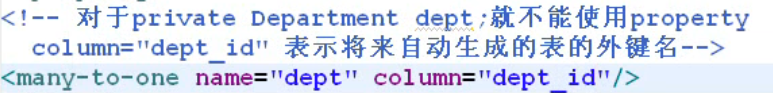 <!-- 对于private Department dept;就不能使用property
column="dept_id" 表示将来自动生成的表的外键名-->
<many-to-one name="dept" column="dept_id"/>